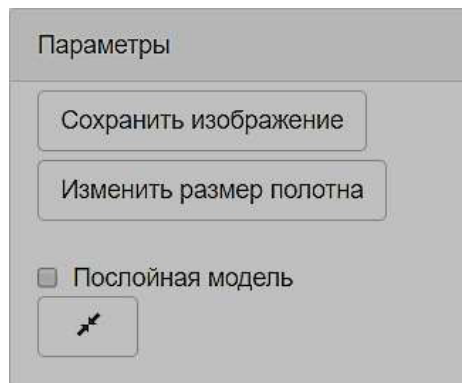 Параметры
Сохранить изображение
Изменить размер полотна
Послойная модель